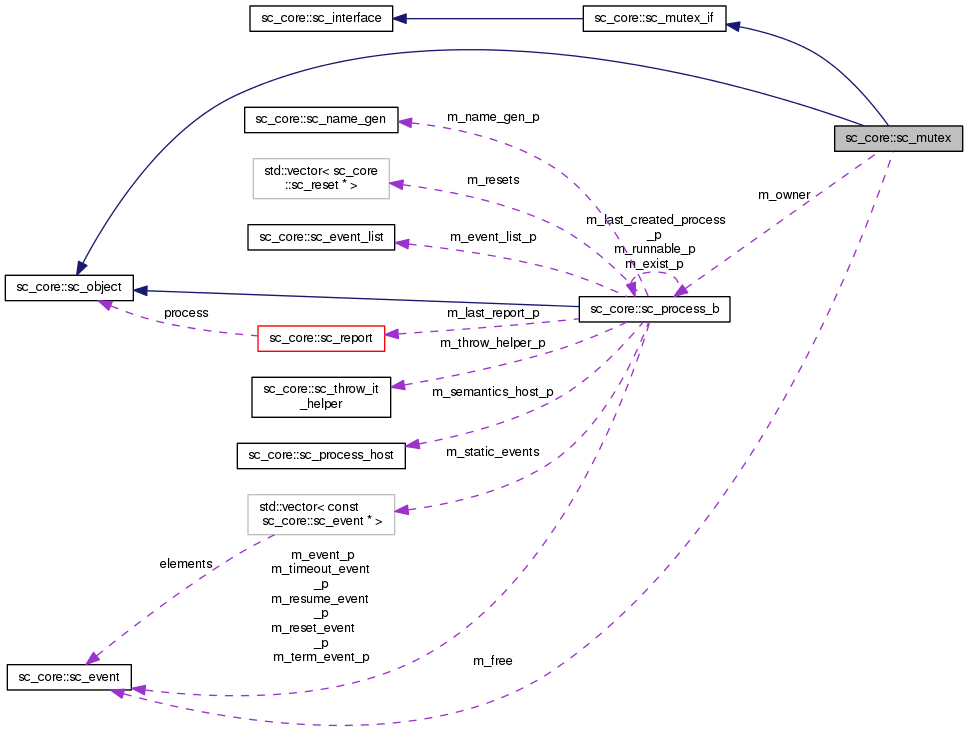 sc_core::sc_interface
sc_core::sc_mutex_if
sc_core::sc_name_gen
m_name_gen_p
sc_core::sc_mutex
std::vector< sc_core
::sc_reset * >
m_resets
m_owner
sc_core::sc_event_list
m_event_list_p
m_last_created_process
_p
m_runnable_p
m_exist_p
sc_core::sc_object
process
sc_core::sc_report
m_last_report_p
sc_core::sc_process_b
m_throw_helper_p
sc_core::sc_throw_it
_helper
m_semantics_host_p
sc_core::sc_process_host
m_static_events
std::vector< const
sc_core::sc_event * >
elements
m_event_p
m_timeout_event
_p
m_resume_event
_p
m_reset_event
_p
m_term_event_p
m_free
sc_core::sc_event